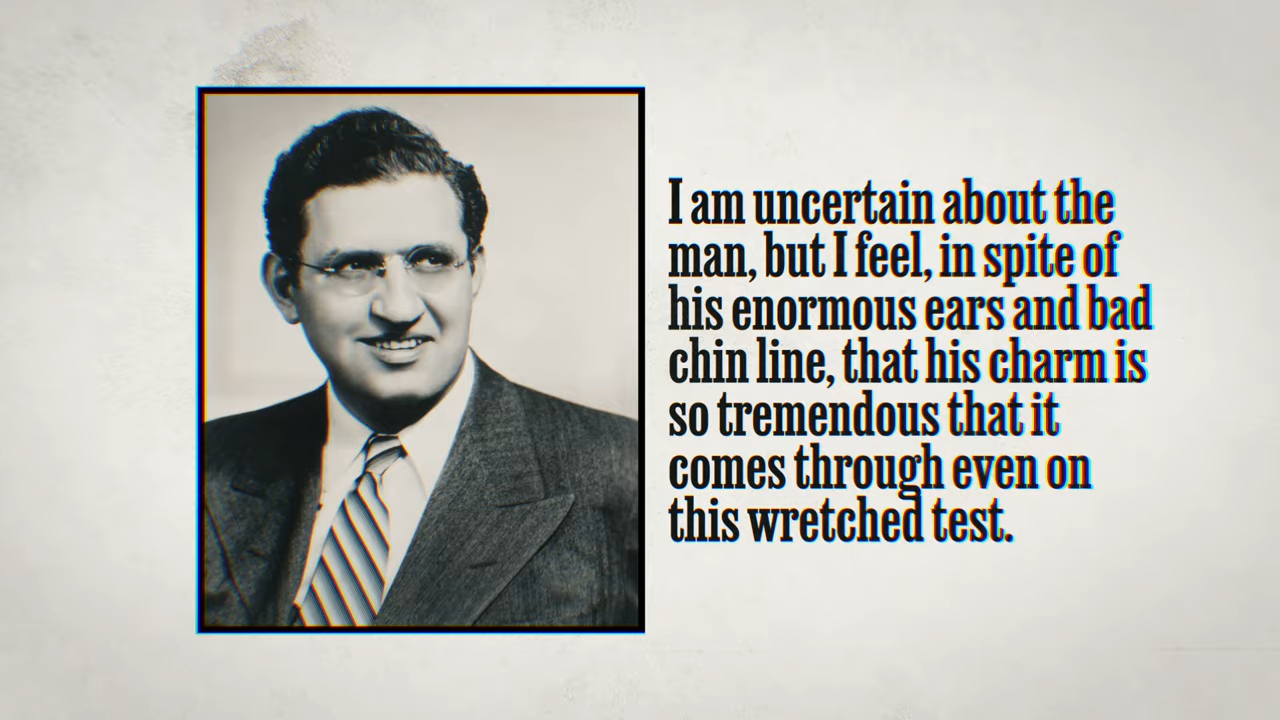 I am uncertain about the
man, but I feel, in spite of
his enormous ears and bad
chin line, that his charm is
so tremendous that it
comes through even on
this wretched test.